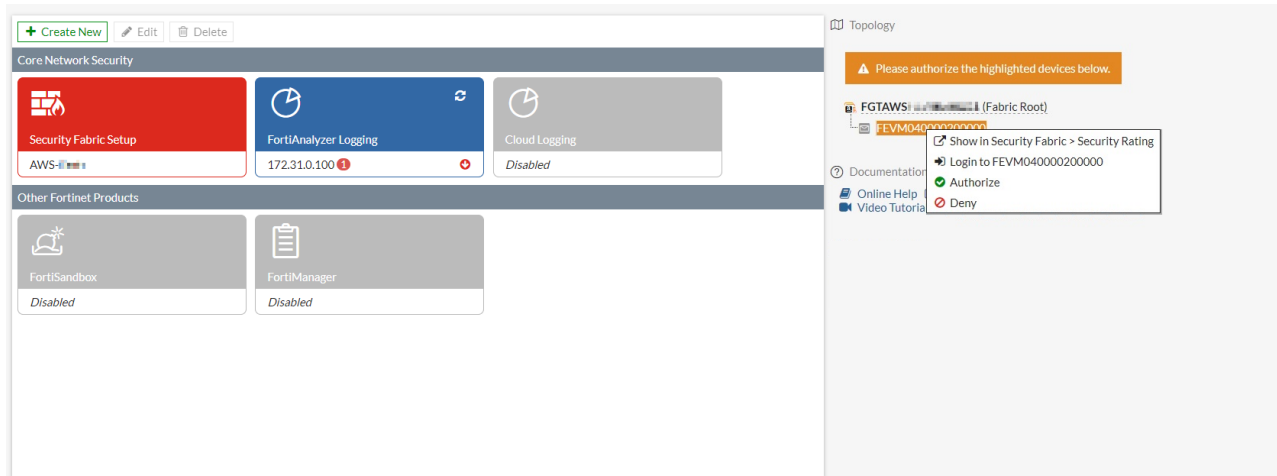 Create New Edit Delete
Core Network Security
Security Fabric Setup
AWS-
FortiAnalyzer Logging
172.31.0.100 1
Cloud Logging
Disabled
Other Fortinet Products
FortiSandbox
Disabled
FortiManager
Disabled
Topology
Please authorize the highlighted devices below.
FGTAWS (Fabric Root)
FEVM040000200000
Show in Security Fabric > Security Rating
Login to FEVM040000200000
Authorize
Deny
Documentation
Online Help
Video Tutoria